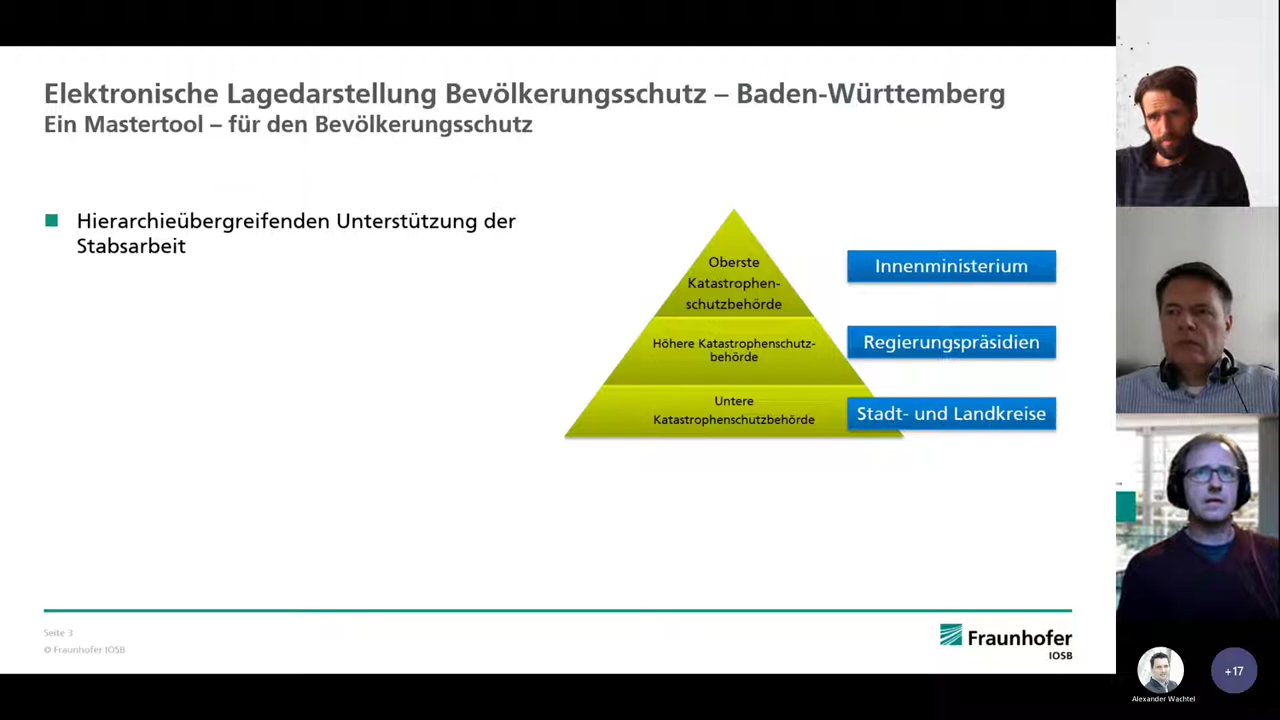 Elektronische Lagedarstellung Bevölkerungsschutz – Baden-Württemberg
Ein Mastertool – für den Bevölkerungsschutz
Hierarchieübergreifenden Unterstützung der
Stabsarbeit
Oberste
Katastrophen-
schutzbehörde
Innenministerium
Höhere Katastrophenschutz-
behörde
Regierungspräsidien
Untere
Katastrophenschutzbehörde
Stadt- und Landkreise
Seite 3
© Fraunhofer IOSB
Fraunhofer
IOSB
Alexander Wachtel
+17